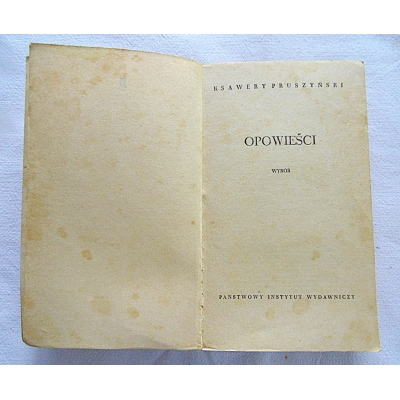 KSAWERY PRUSZYŃSKI
OPOWIEŚCI
WYBÓR
PAŃSTWOWY INSTYTUT WYDAWNICZY